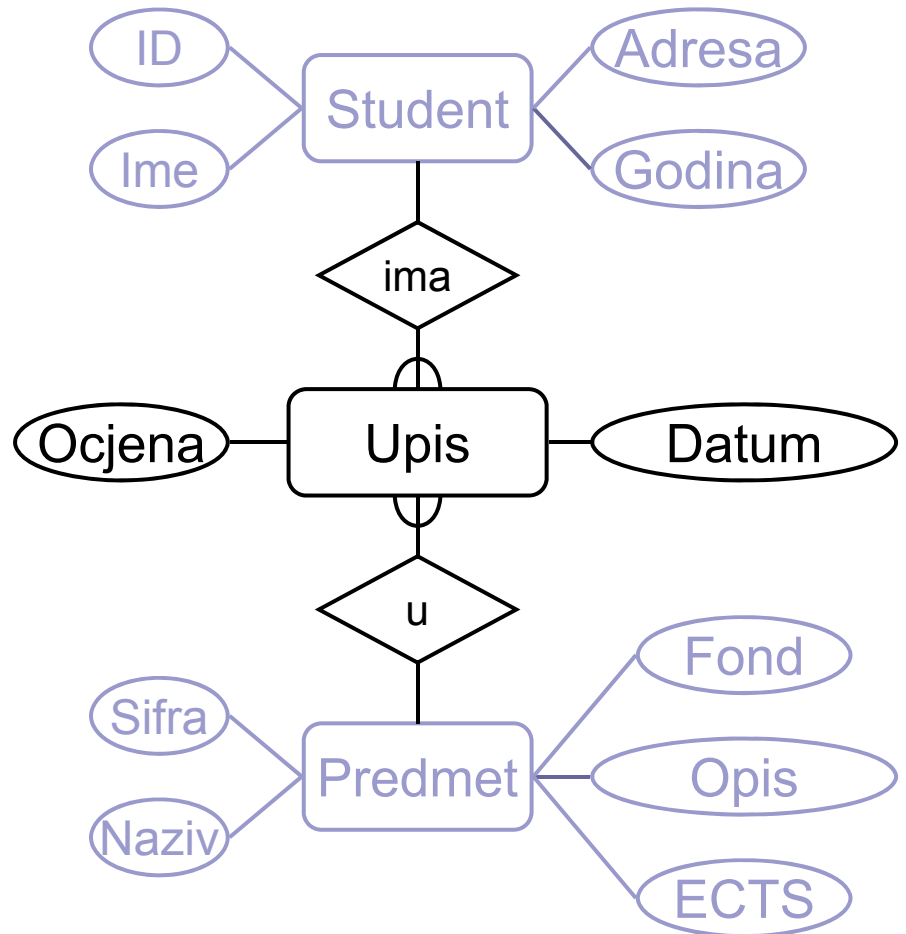 ID
Adresa
Student
Ime
Godina
ima
Ocjena
Upis
Datum
u
Fond
Sifra
Predmet
Opis
Naziv
ECTS